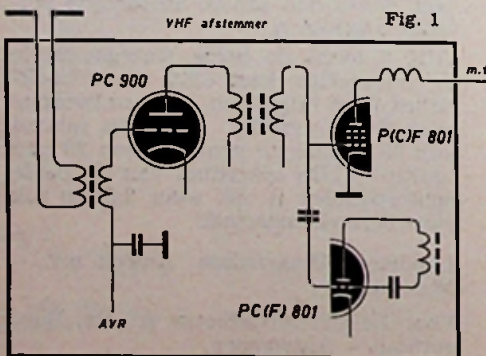 VHF afstemmer
Fig. 1
PC 900
P(C)F 801
m.f
PC(F) 801
AVR